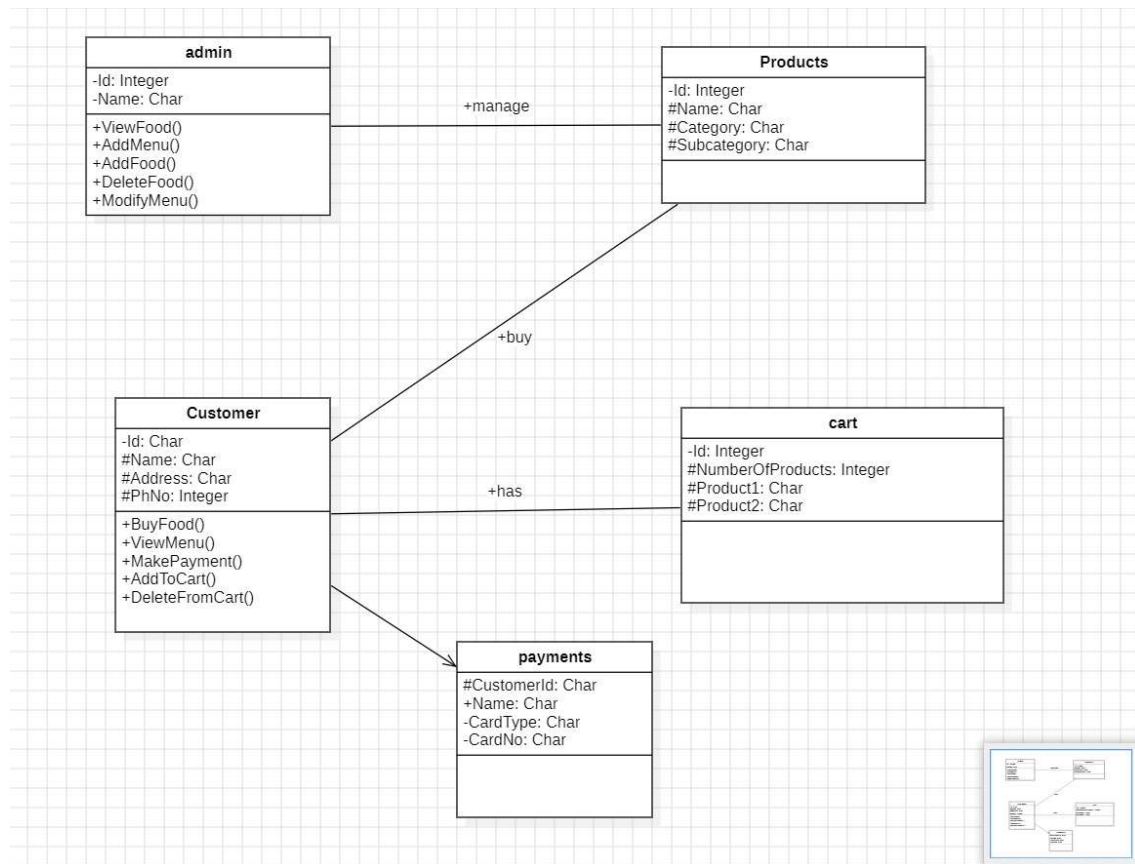 admin
-Id: Integer
-Name: Char
+ViewFood()
+AddMenu()
+AddFood()
+DeleteFood()
+ModifyMenu()
+manage
Products
-Id: Integer
#Name: Char
#Category: Char
#Subcategory: Char
+buy
Customer
-Id: Char
#Name: Char
#Address: Char
#PhNo: Integer
+BuyFood()
+ViewMenu()
+MakePayment()
+AddToCart()
+DeleteFromCart()
+has
cart
-Id: Integer
#NumberOfProducts: Integer
#Product1: Char
#Product2: Char
payments
#CustomerId: Char
+Name: Char
-CardType: Char
-CardNo: Char